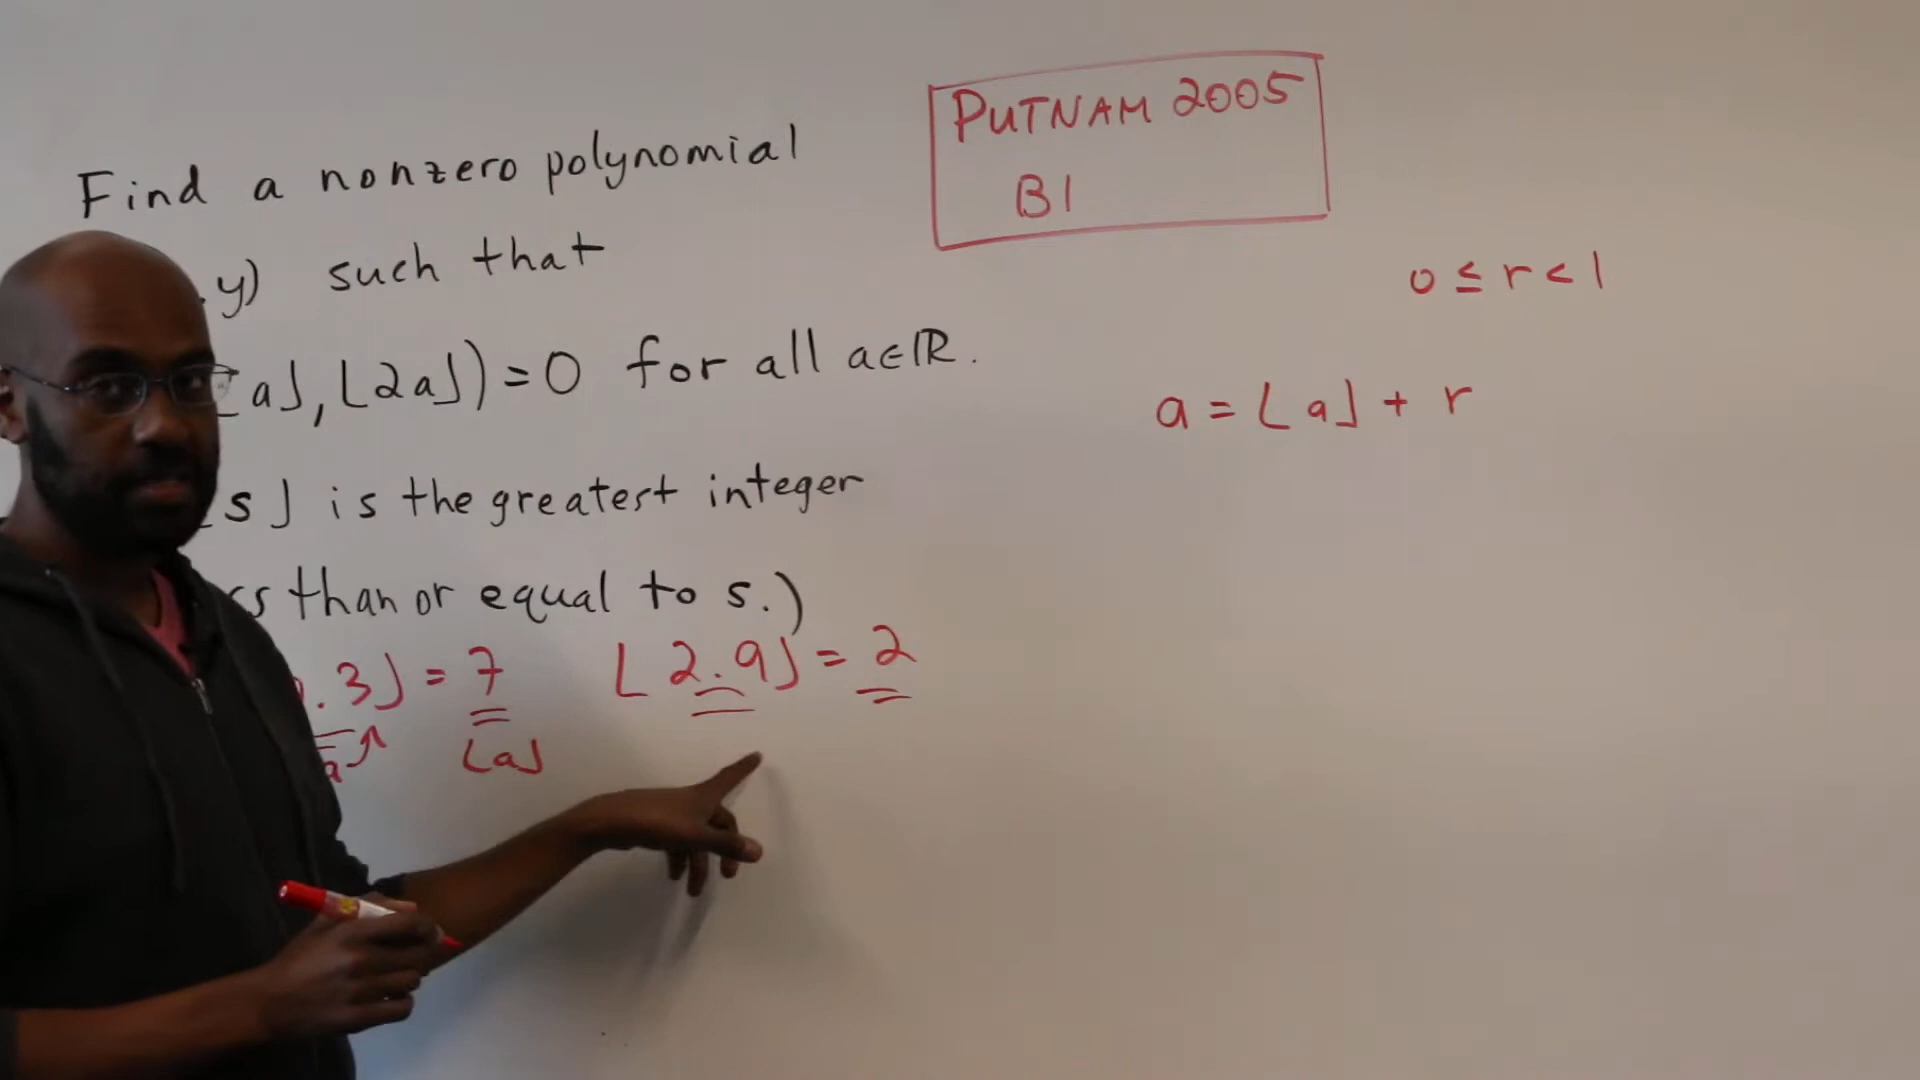 Find a nonzero polynomial
y) such that
a⌋, ⌊2a⌋) = 0 for all a∈ℝ.
s⌋ is the greatest integer
s than or equal to s.)
.3⌋ = 7 ⌊2.9⌋ = 2
a ⌊a⌋
PUTNAM 2005
B1
0 ≤ r < 1
a = ⌊a⌋ + r